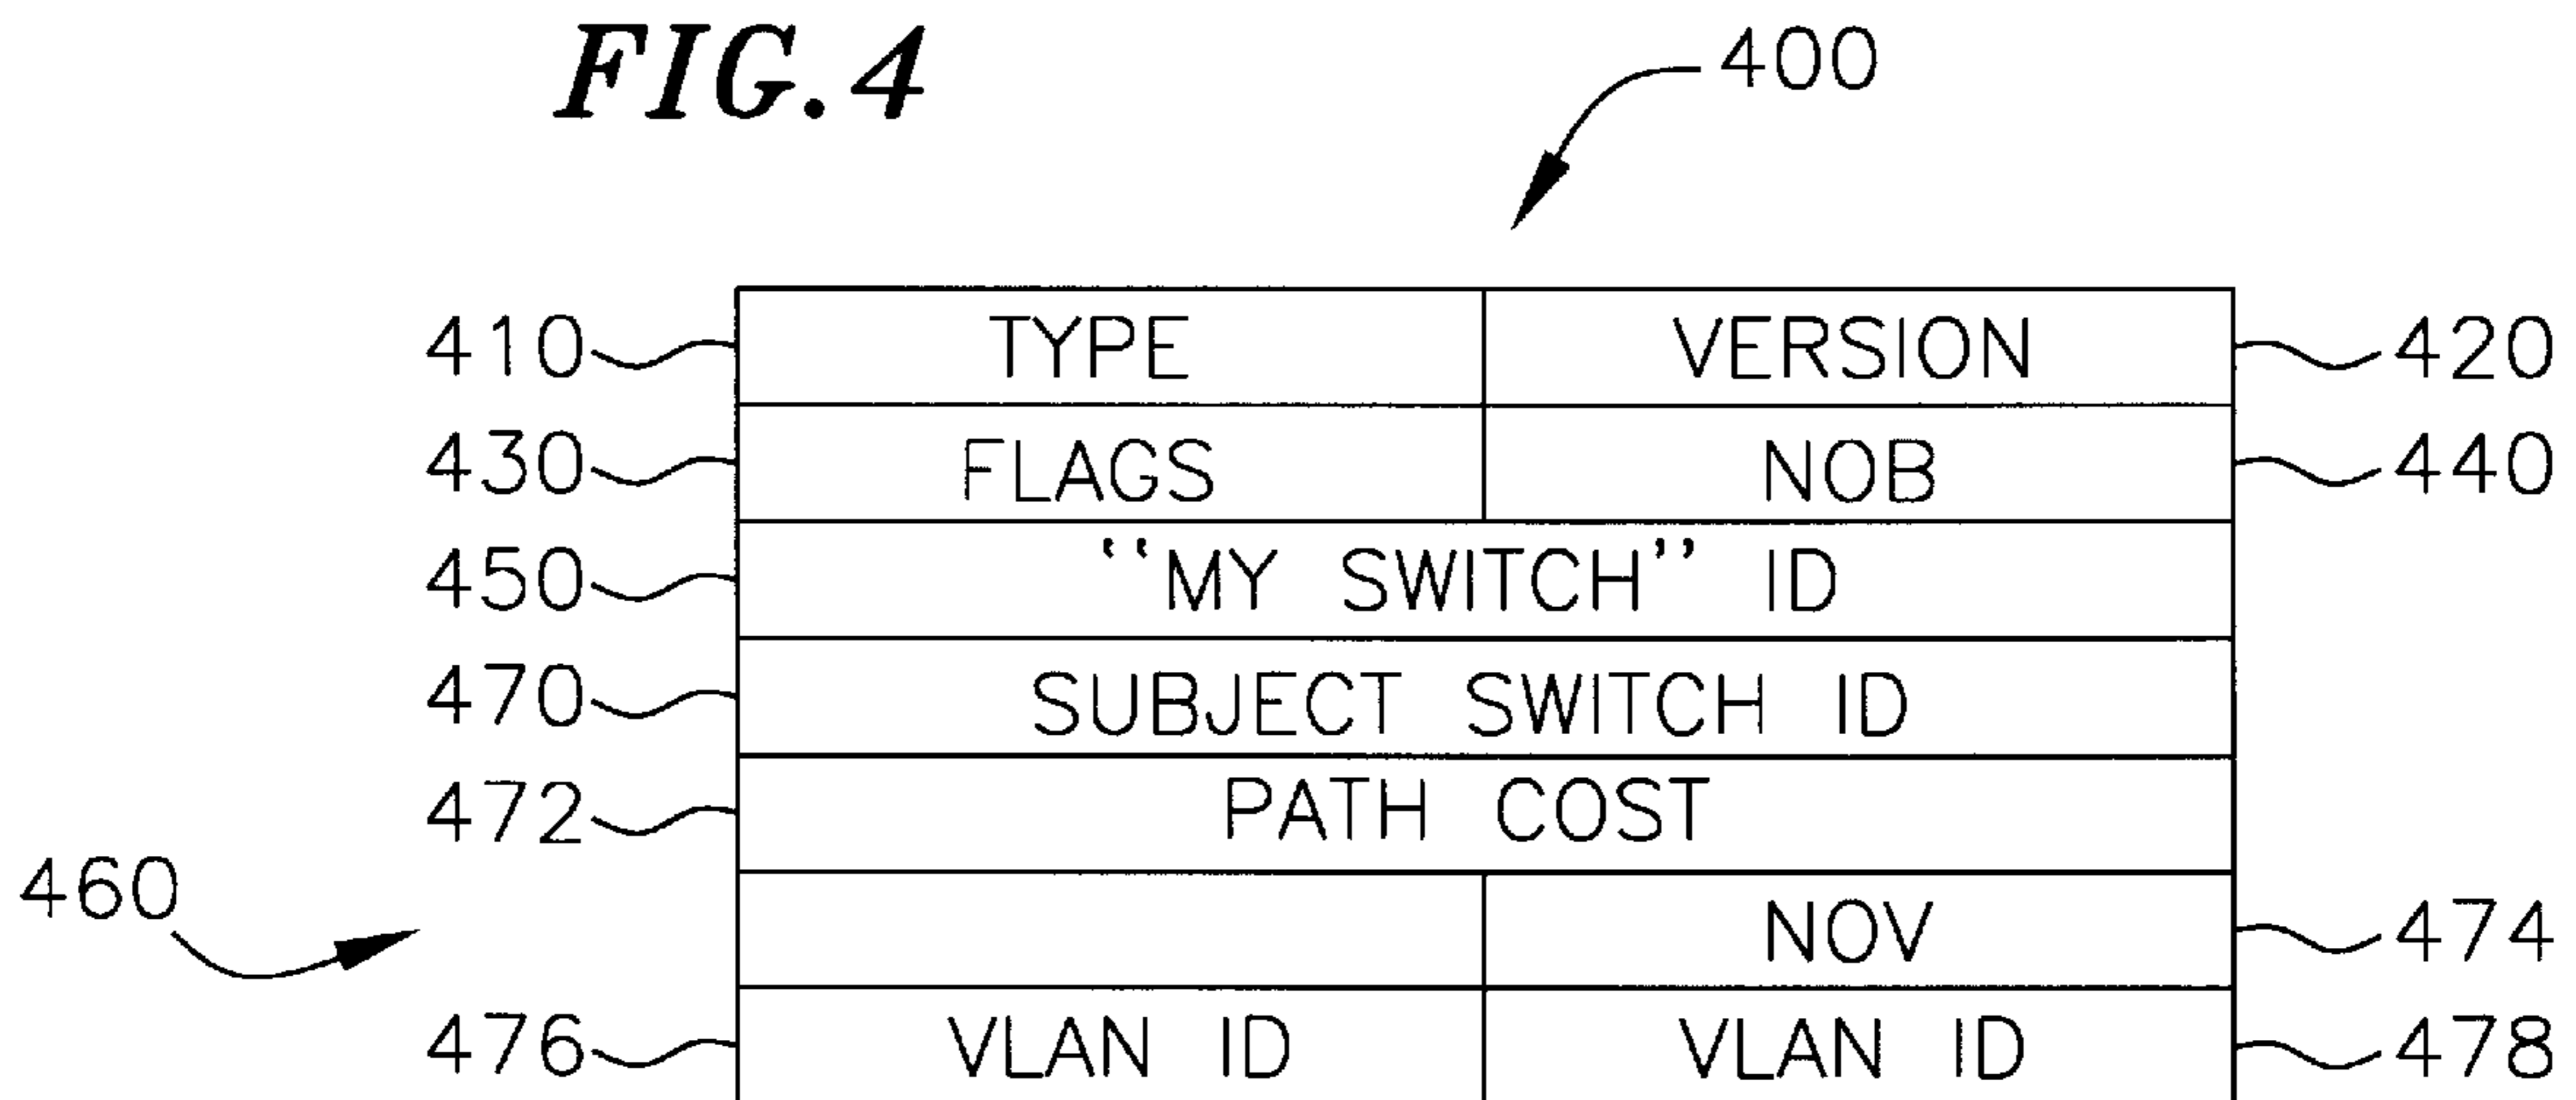 FIG.4
400
410 TYPE VERSION 420
430 FLAGS NOB 440
450 “MY SWITCH” ID
470 SUBJECT SWITCH ID
472 PATH COST
460 NOV 474
476 VLAN ID VLAN ID 478